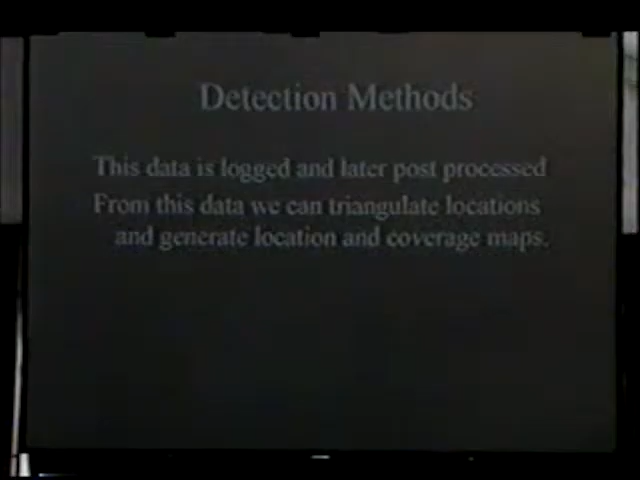 Detection Methods
This data is logged and later post processed
From this data we can triangulate locations
and generate location and coverage maps.